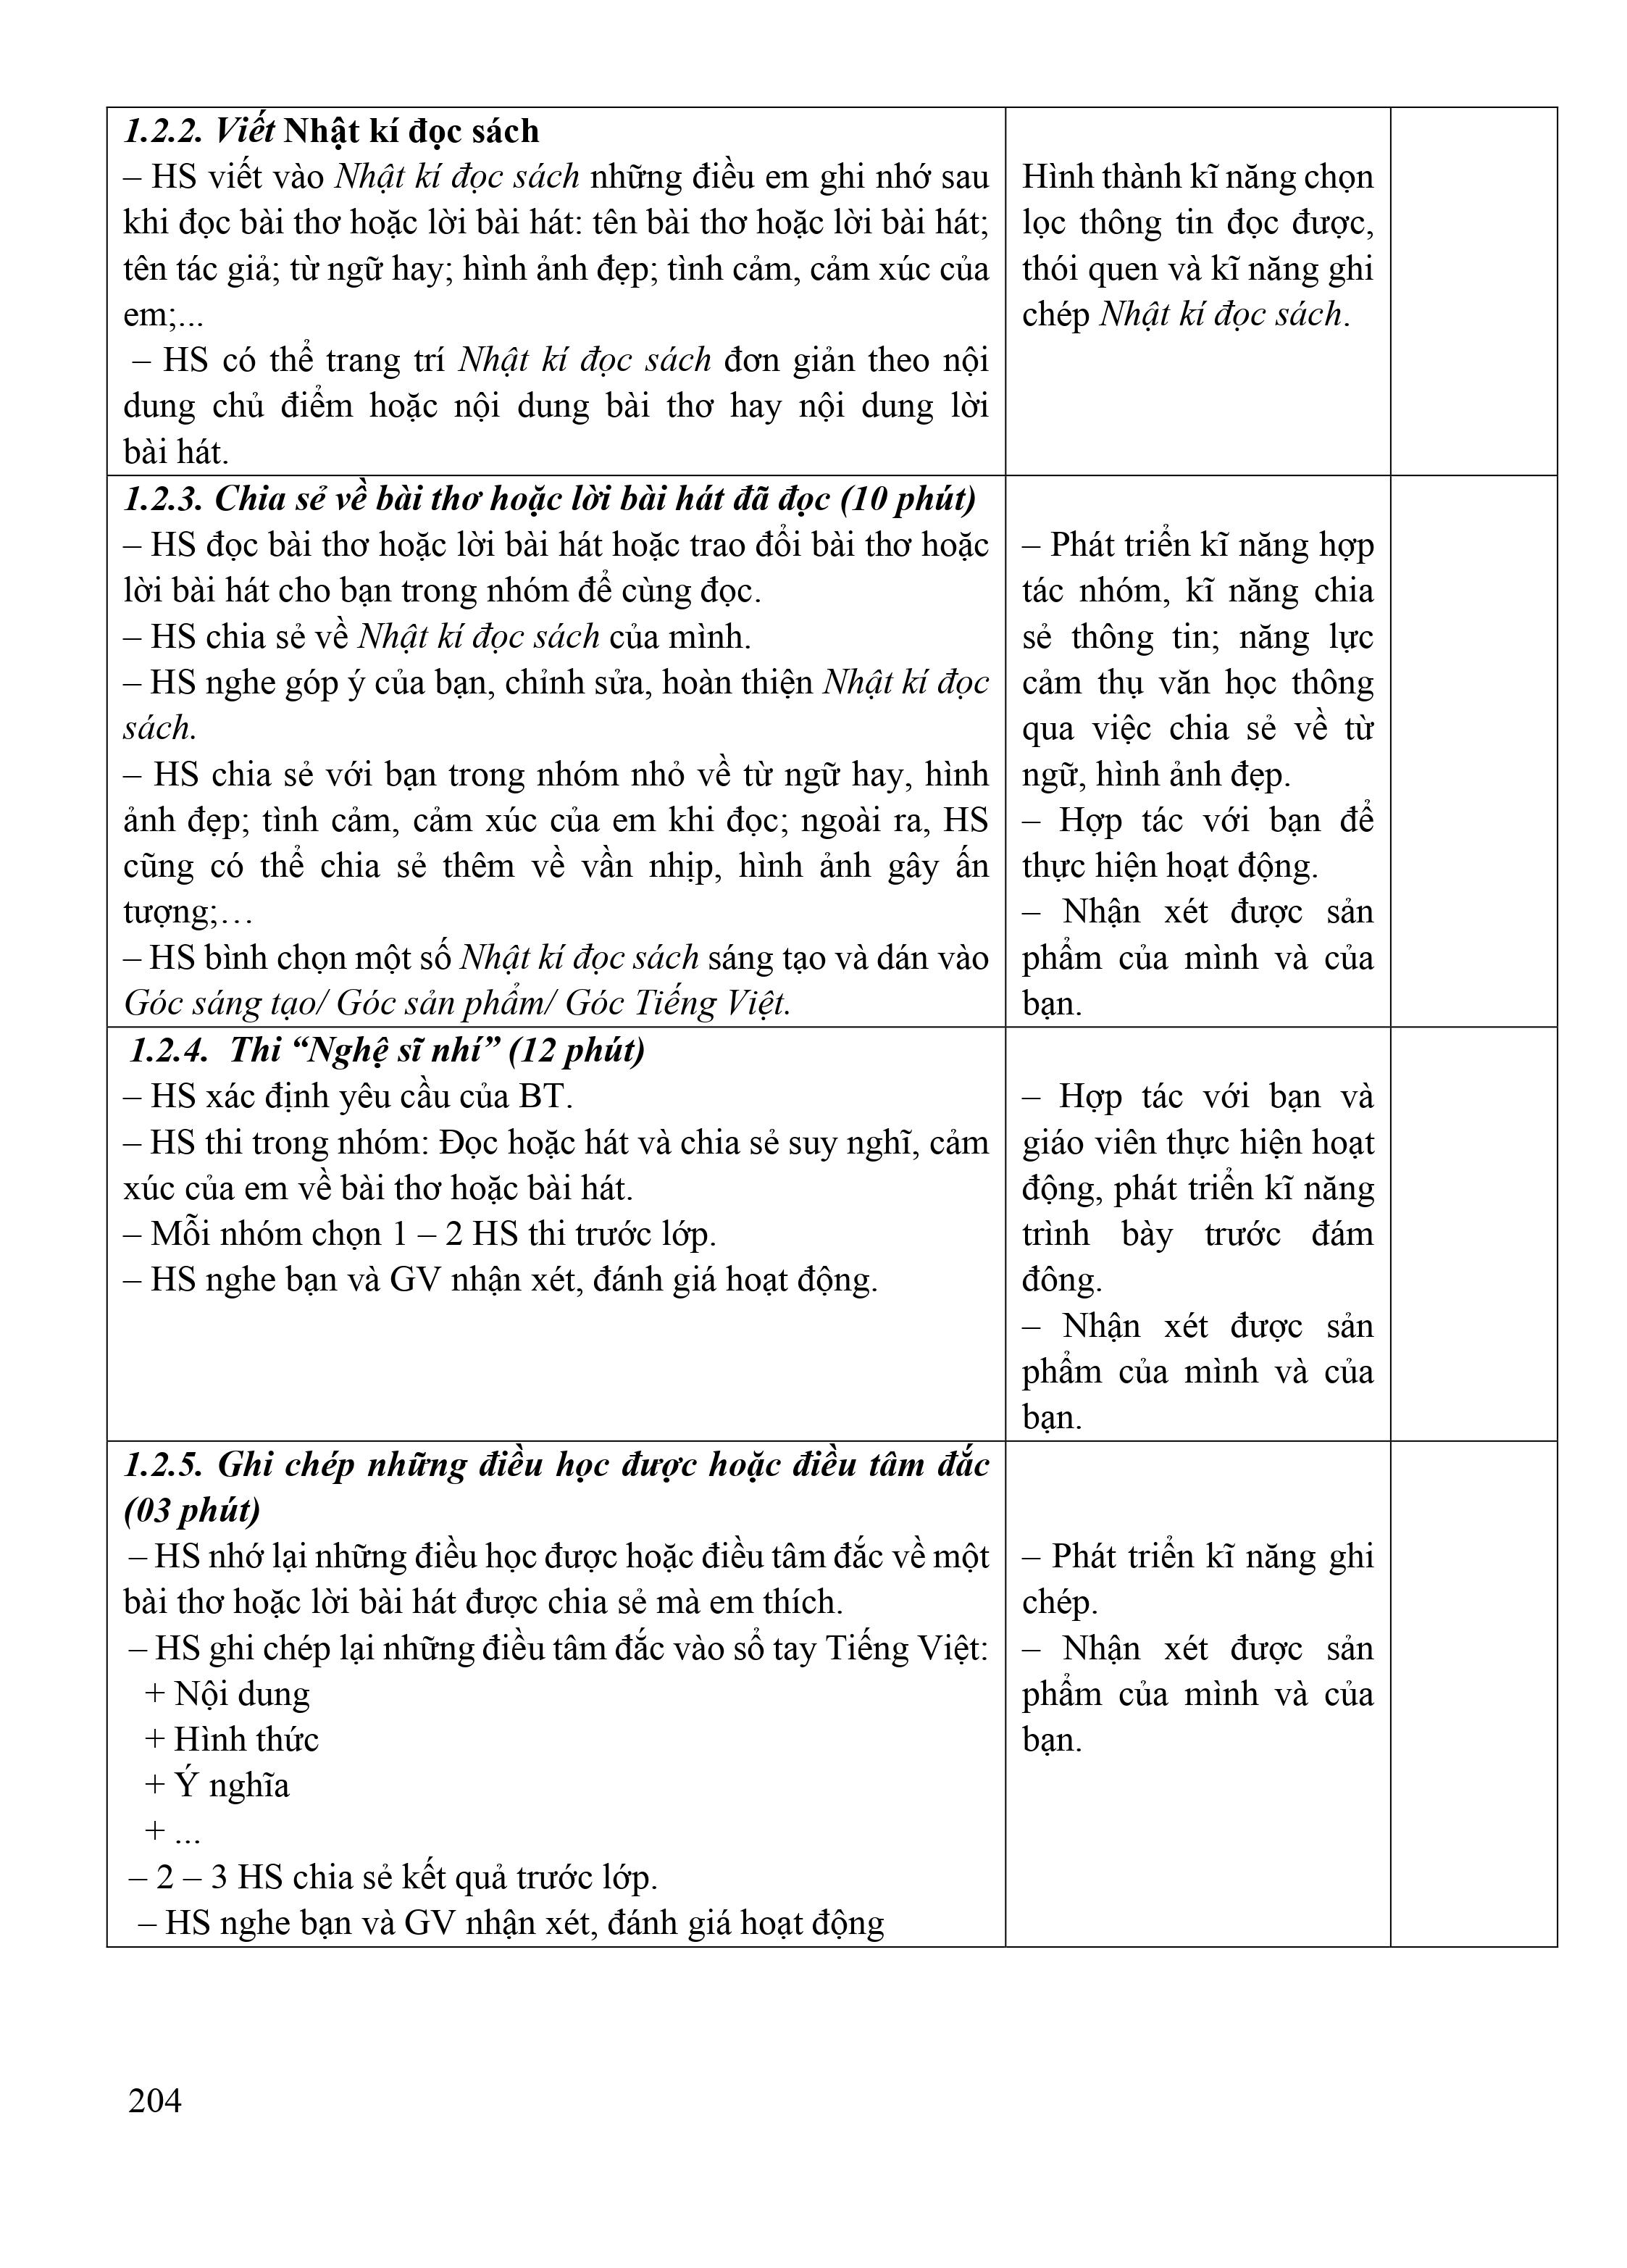 1.2.2. Viết Nhật kí đọc sách
– HS viết vào Nhật kí đọc sách những điều em ghi nhớ sau
khi đọc bài thơ hoặc lời bài hát: tên bài thơ hoặc lời bài hát;
tên tác giả; từ ngữ hay; hình ảnh đẹp; tình cảm, cảm xúc của
em;...
– HS có thể trang trí Nhật kí đọc sách đơn giản theo nội
dung chủ điểm hoặc nội dung bài thơ hay nội dung lời
bài hát.
Hình thành kĩ năng chọn
lọc thông tin đọc được,
thói quen và kĩ năng ghi
chép Nhật kí đọc sách.
1.2.3. Chia sẻ về bài thơ hoặc lời bài hát đã đọc (10 phút)
– HS đọc bài thơ hoặc lời bài hát hoặc trao đổi bài thơ hoặc
lời bài hát cho bạn trong nhóm để cùng đọc.
– HS chia sẻ về Nhật kí đọc sách của mình.
– HS nghe góp ý của bạn, chỉnh sửa, hoàn thiện Nhật kí đọc
sách.
– HS chia sẻ với bạn trong nhóm nhỏ về từ ngữ hay, hình
ảnh đẹp; tình cảm, cảm xúc của em khi đọc; ngoài ra, HS
cũng có thể chia sẻ thêm về vần nhịp, hình ảnh gây ấn
tượng;…
– HS bình chọn một số Nhật kí đọc sách sáng tạo và dán vào
Góc sáng tạo/ Góc sản phẩm/ Góc Tiếng Việt.
– Phát triển kĩ năng hợp
tác nhóm, kĩ năng chia
sẻ thông tin; năng lực
cảm thụ văn học thông
qua việc chia sẻ về từ
ngữ, hình ảnh đẹp.
– Hợp tác với bạn để
thực hiện hoạt động.
– Nhận xét được sản
phẩm của mình và của
bạn.
1.2.4. Thi “Nghệ sĩ nhí” (12 phút)
– HS xác định yêu cầu của BT.
– HS thi trong nhóm: Đọc hoặc hát và chia sẻ suy nghĩ, cảm
xúc của em về bài thơ hoặc bài hát.
– Mỗi nhóm chọn 1 – 2 HS thi trước lớp.
– HS nghe bạn và GV nhận xét, đánh giá hoạt động.
– Hợp tác với bạn và
giáo viên thực hiện hoạt
động, phát triển kĩ năng
trình bày trước đám
đông.
– Nhận xét được sản
phẩm của mình và của
bạn.
1.2.5. Ghi chép những điều học được hoặc điều tâm đắc
(03 phút)
– HS nhớ lại những điều học được hoặc điều tâm đắc về một
bài thơ hoặc lời bài hát được chia sẻ mà em thích.
– HS ghi chép lại những điều tâm đắc vào sổ tay Tiếng Việt:
+ Nội dung
+ Hình thức
+ Ý nghĩa
+ ...
– 2 – 3 HS chia sẻ kết quả trước lớp.
– HS nghe bạn và GV nhận xét, đánh giá hoạt động
– Phát triển kĩ năng ghi
chép.
– Nhận xét được sản
phẩm của mình và của
bạn.
204